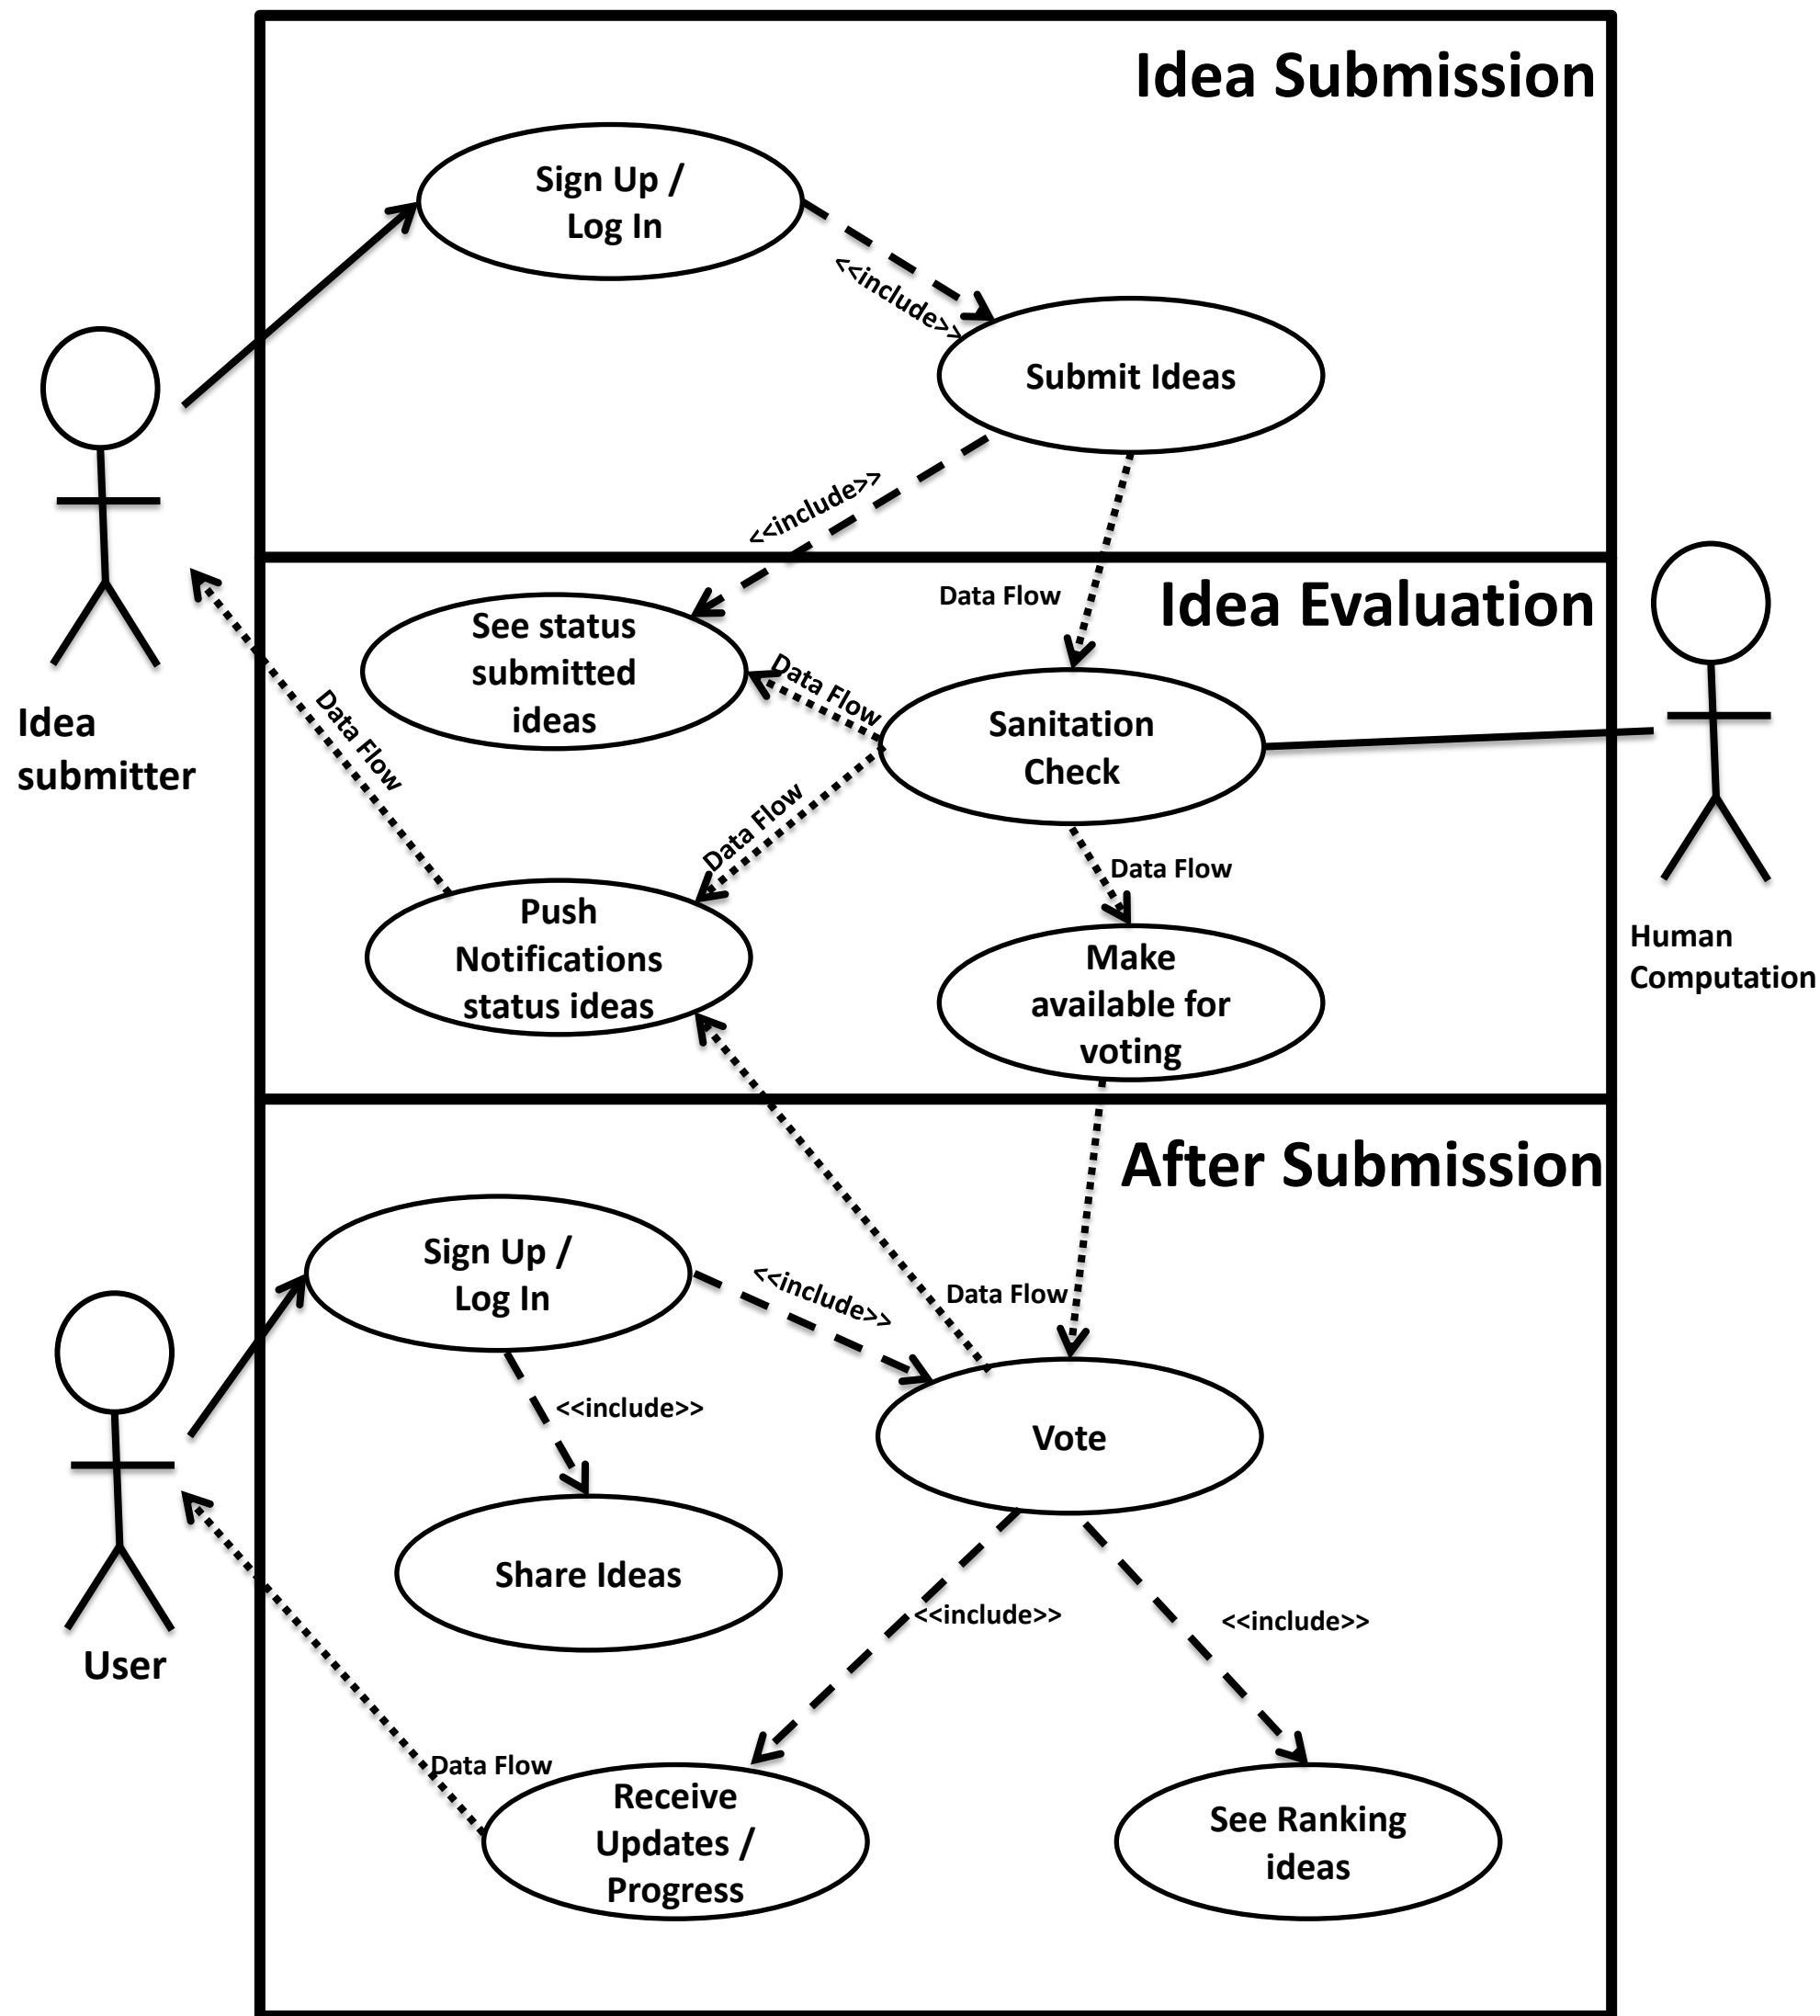 Idea Submission
Sign Up /
Log In
<<include>>
Submit Ideas
<<include>>
Data Flow
Idea Evaluation
See status
submitted
ideas
Data Flow
Sanitation
Check
Idea
submitter
Data Flow
Data Flow
Data Flow
Push
Notifications
status ideas
Make
available for
voting
Human
Computation
After Submission
Sign Up /
Log In
<<include>>
Data Flow
<<include>>
Vote
Share Ideas
<<include>>
<<include>>
User
Data Flow
Receive
Updates /
Progress
See Ranking
ideas